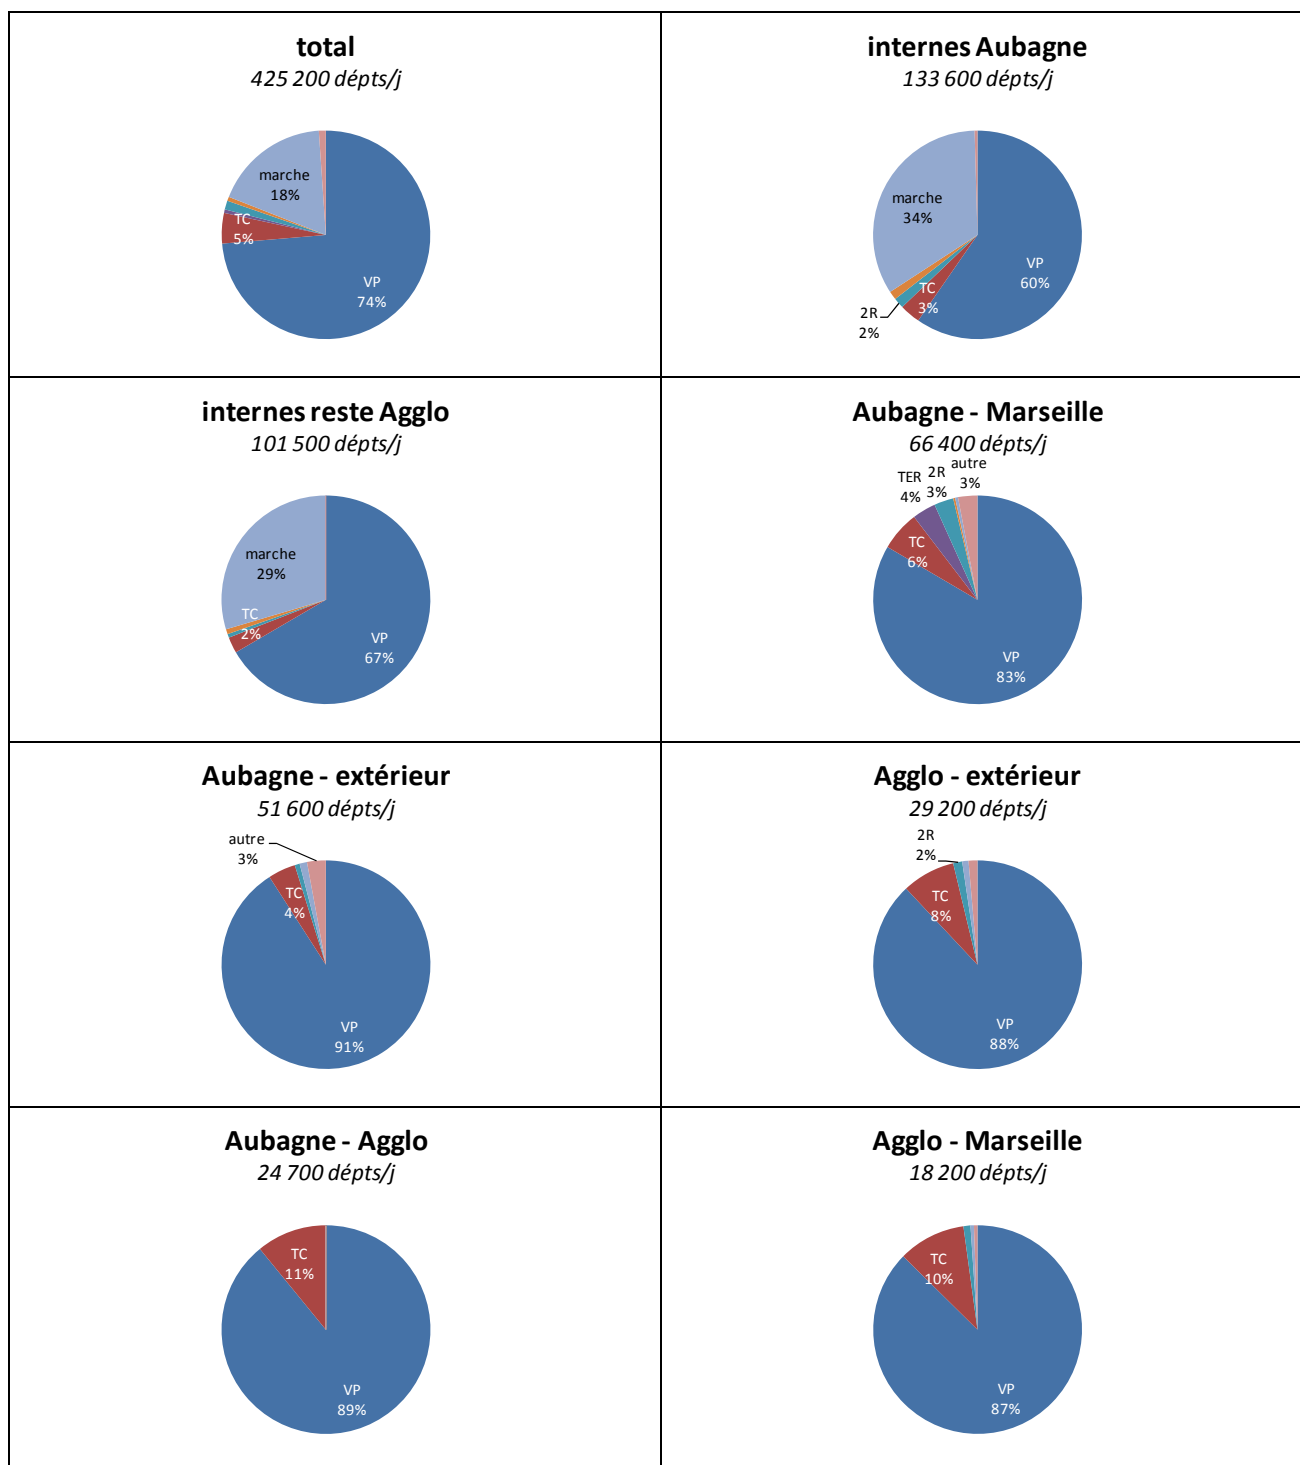 total
425 200 dépts/j
marche
18%
TC
5%
VP
74%
internes Aubagne
133 600 dépts/j
marche
34%
VP
60%
TC
3%
2R
2%
internes reste Agglo
101 500 dépts/j
marche
29%
TC
2%
VP
67%
Aubagne - Marseille
66 400 dépts/j
TER
4%
2R
3%
autre
3%
TC
6%
VP
83%
Aubagne - extérieur
51 600 dépts/j
autre
3%
TC
4%
VP
91%
Agglo - extérieur
29 200 dépts/j
2R
2%
TC
8%
VP
88%
Aubagne - Agglo
24 700 dépts/j
TC
11%
VP
89%
Agglo - Marseille
18 200 dépts/j
TC
10%
VP
87%